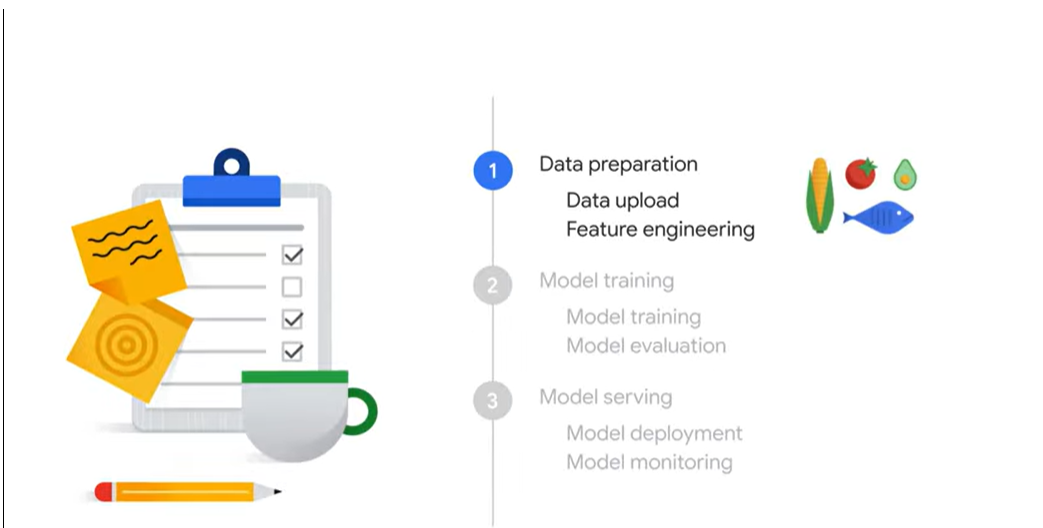 1
Data preparation
Data upload
Feature engineering
2
Model training
Model training
Model evaluation
3
Model serving
Model deployment
Model monitoring